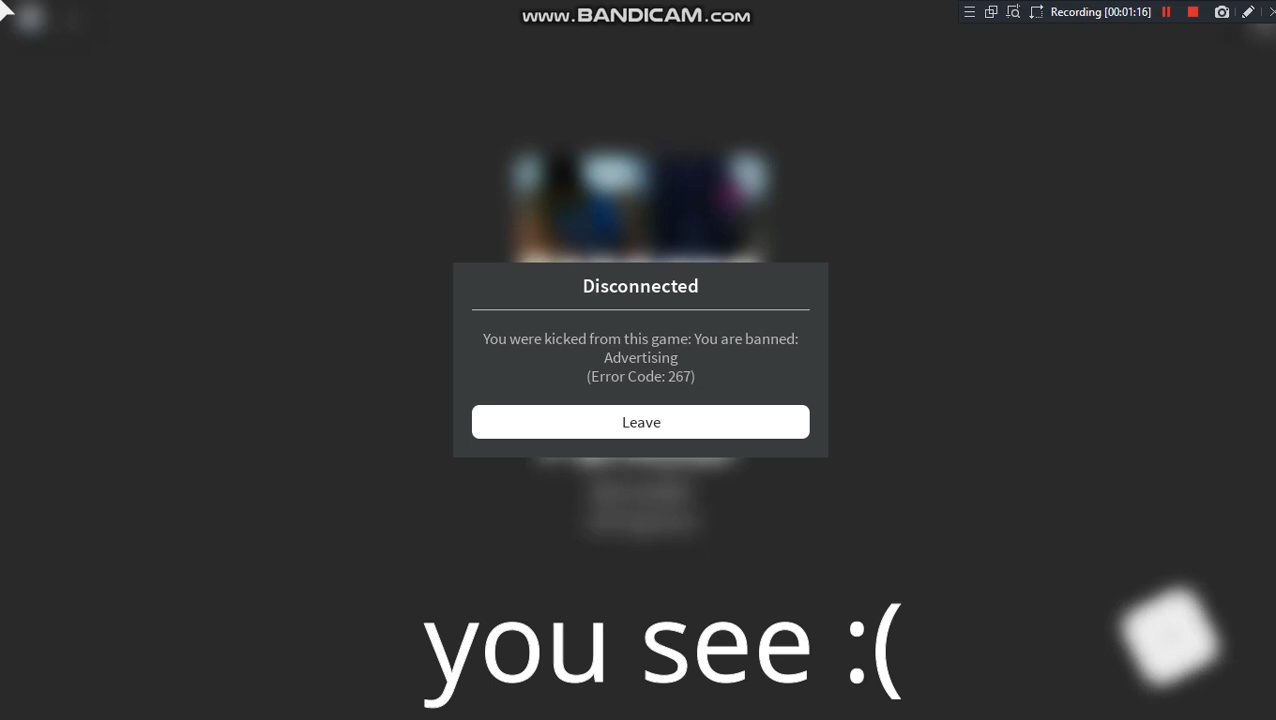 www.BANDICAM.com
Recording [00:01:16]
Disconnected
You were kicked from this game: You are banned:
Advertising
(Error Code: 267)
Leave
you see :(